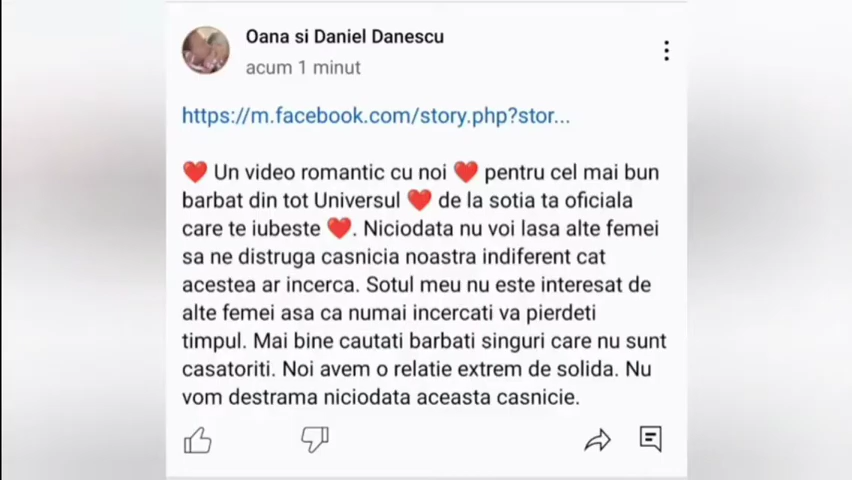 Oana si Daniel Danescu
acum 1 minut
https://m.facebook.com/story.php?stor...
❤️ Un video romantic cu noi ❤️ pentru cel mai bun
barbat din tot Universul ❤️ de la sotia ta oficiala
care te iubeste ❤️. Niciodata nu voi lasa alte femei
sa ne distruga casnicia noastra indiferent cat
acestea ar incerca. Sotul meu nu este interesat de
alte femei asa ca numai incercati va pierdeti
timpul. Mai bine cautati barbati singuri care nu sunt
casatoriti. Noi avem o relatie extrem de solida. Nu
vom destrama niciodata aceasta casnicie.